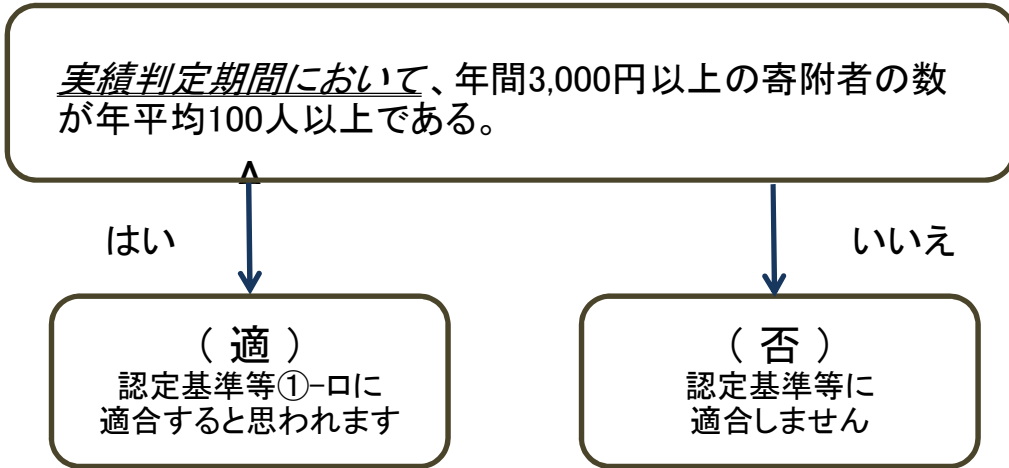 実績判定期間において、年間3,000円以上の寄附者の数
が年平均100人以上である。
はい
いいえ
（ 適 ）
認定基準等①-ロに
適合すると思われます
（ 否 ）
認定基準等に
適合しません